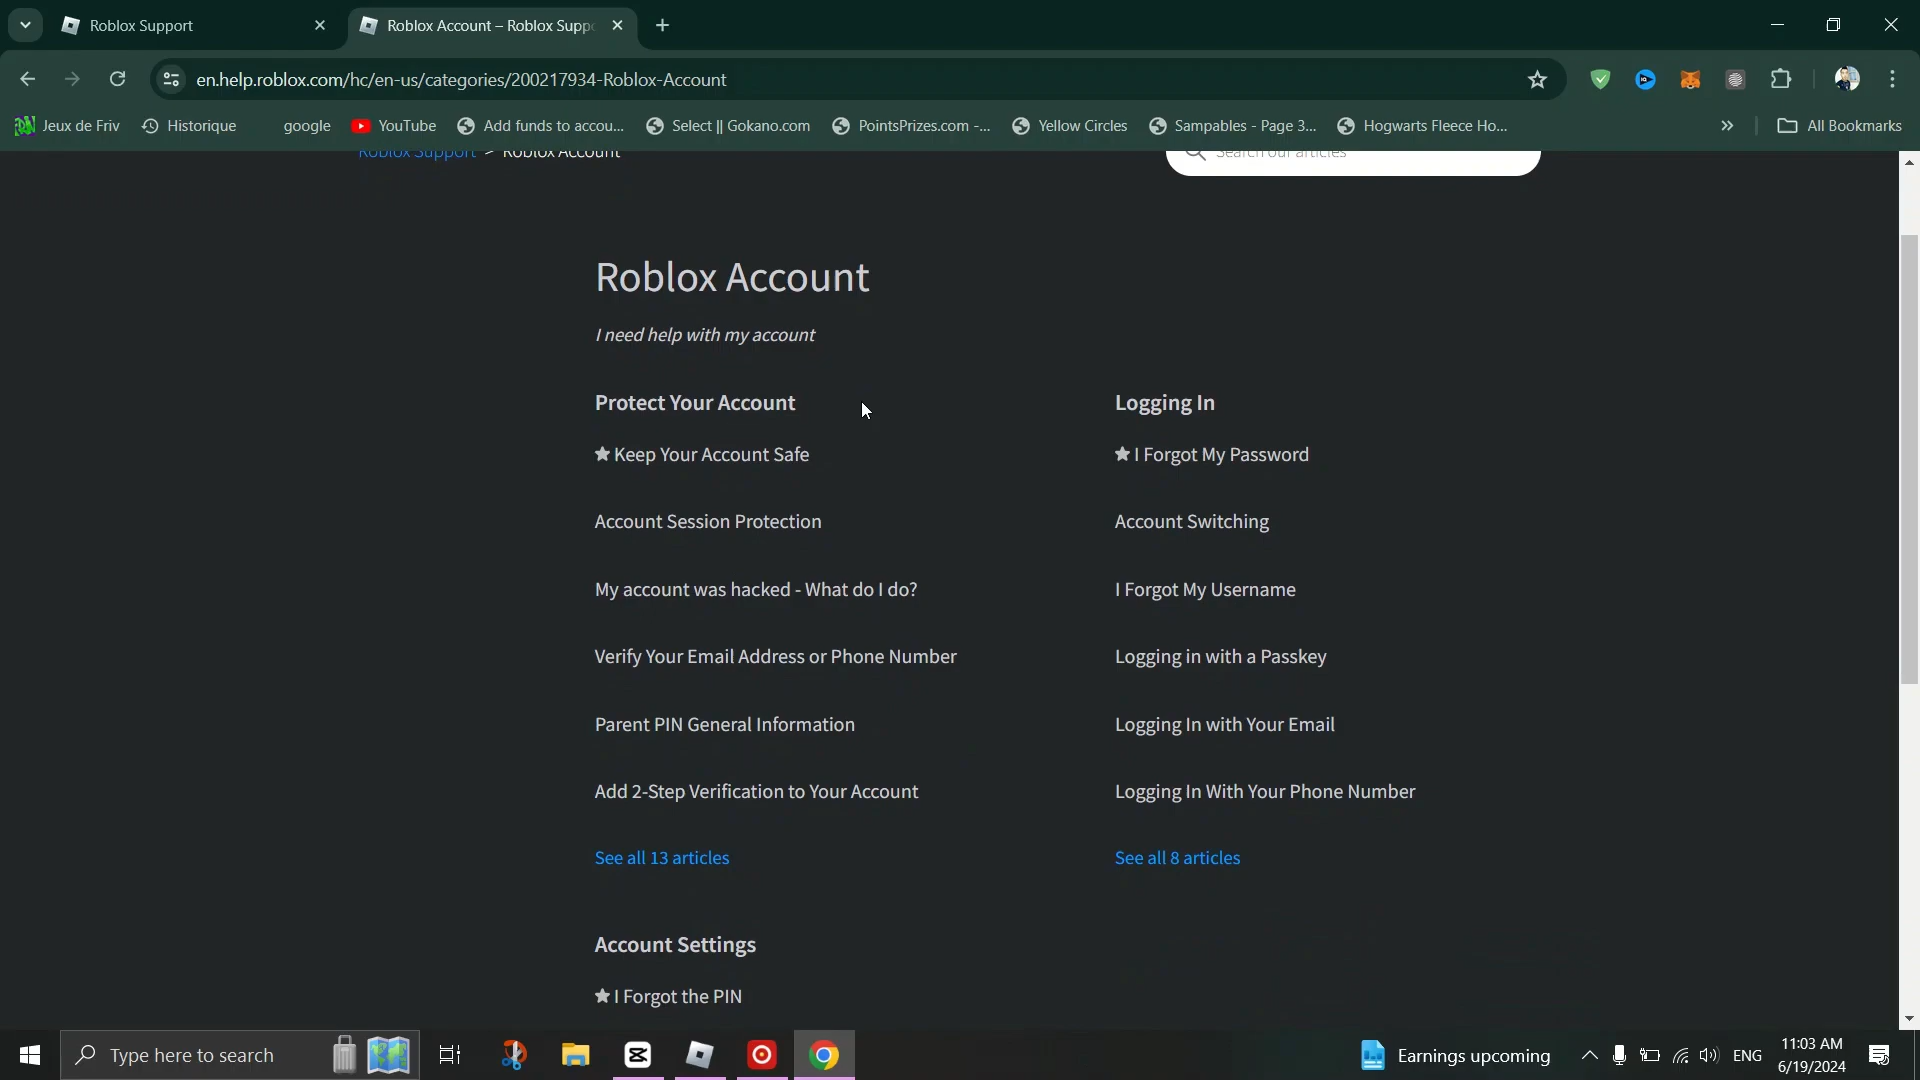 Roblox Support
Roblox Account – Roblox Supp
en.help.roblox.com/hc/en-us/categories/200217934-Roblox-Account
Jeux de Friv
Historique
google
YouTube
Add funds to accou...
Select || Gokano.com
PointsPrizes.com -...
Yellow Circles
Sampables - Page 3...
Hogwarts Fleece Ho...
All Bookmarks
Roblox Support > Roblox Account
Search our articles
Roblox Account
I need help with my account
Protect Your Account
Keep Your Account Safe
Account Session Protection
My account was hacked - What do I do?
Verify Your Email Address or Phone Number
Parent PIN General Information
Add 2-Step Verification to Your Account
See all 13 articles
Logging In
I Forgot My Password
Account Switching
I Forgot My Username
Logging in with a Passkey
Logging In with Your Email
Logging In With Your Phone Number
See all 8 articles
Account Settings
I Forgot the PIN
Type here to search
Earnings upcoming
ENG
11:03 AM
6/19/2024